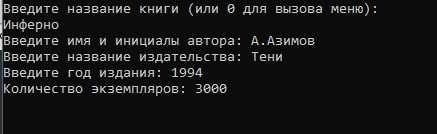 Введите название книги (или 0 для вызова меню):
Инферно
Введите имя и инициалы автора: А.Азимов
Введите название издательства: Тени
Введите год издания: 1994
Количество экземпляров: 3000